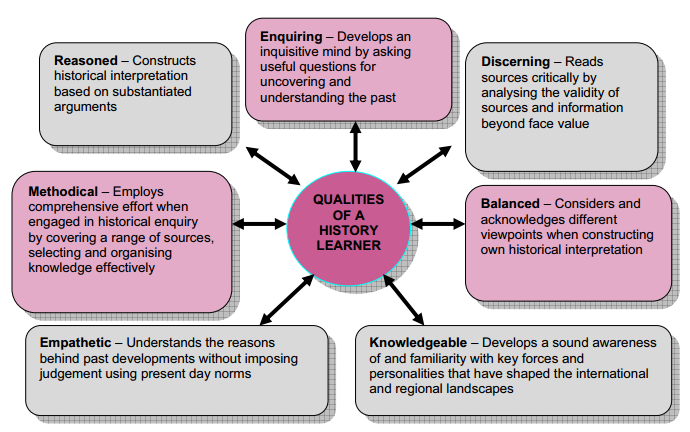 Enquiring – Develops an
inquisitive mind by asking
useful questions for
uncovering and
understanding the past
Reasoned – Constructs
historical interpretation
based on substantiated
arguments
Discerning – Reads
sources critically by
analysing the validity of
sources and information
beyond face value
Methodical – Employs
comprehensive effort when
engaged in historical enquiry
by covering a range of sources,
selecting and organising
knowledge effectively
QUALITIES
OF A
HISTORY
LEARNER
Balanced – Considers and
acknowledges different
viewpoints when constructing
own historical interpretation
Empathetic – Understands the reasons
behind past developments without imposing
judgement using present day norms
Knowledgeable – Develops a sound awareness
of and familiarity with key forces and
personalities that have shaped the international
and regional landscapes